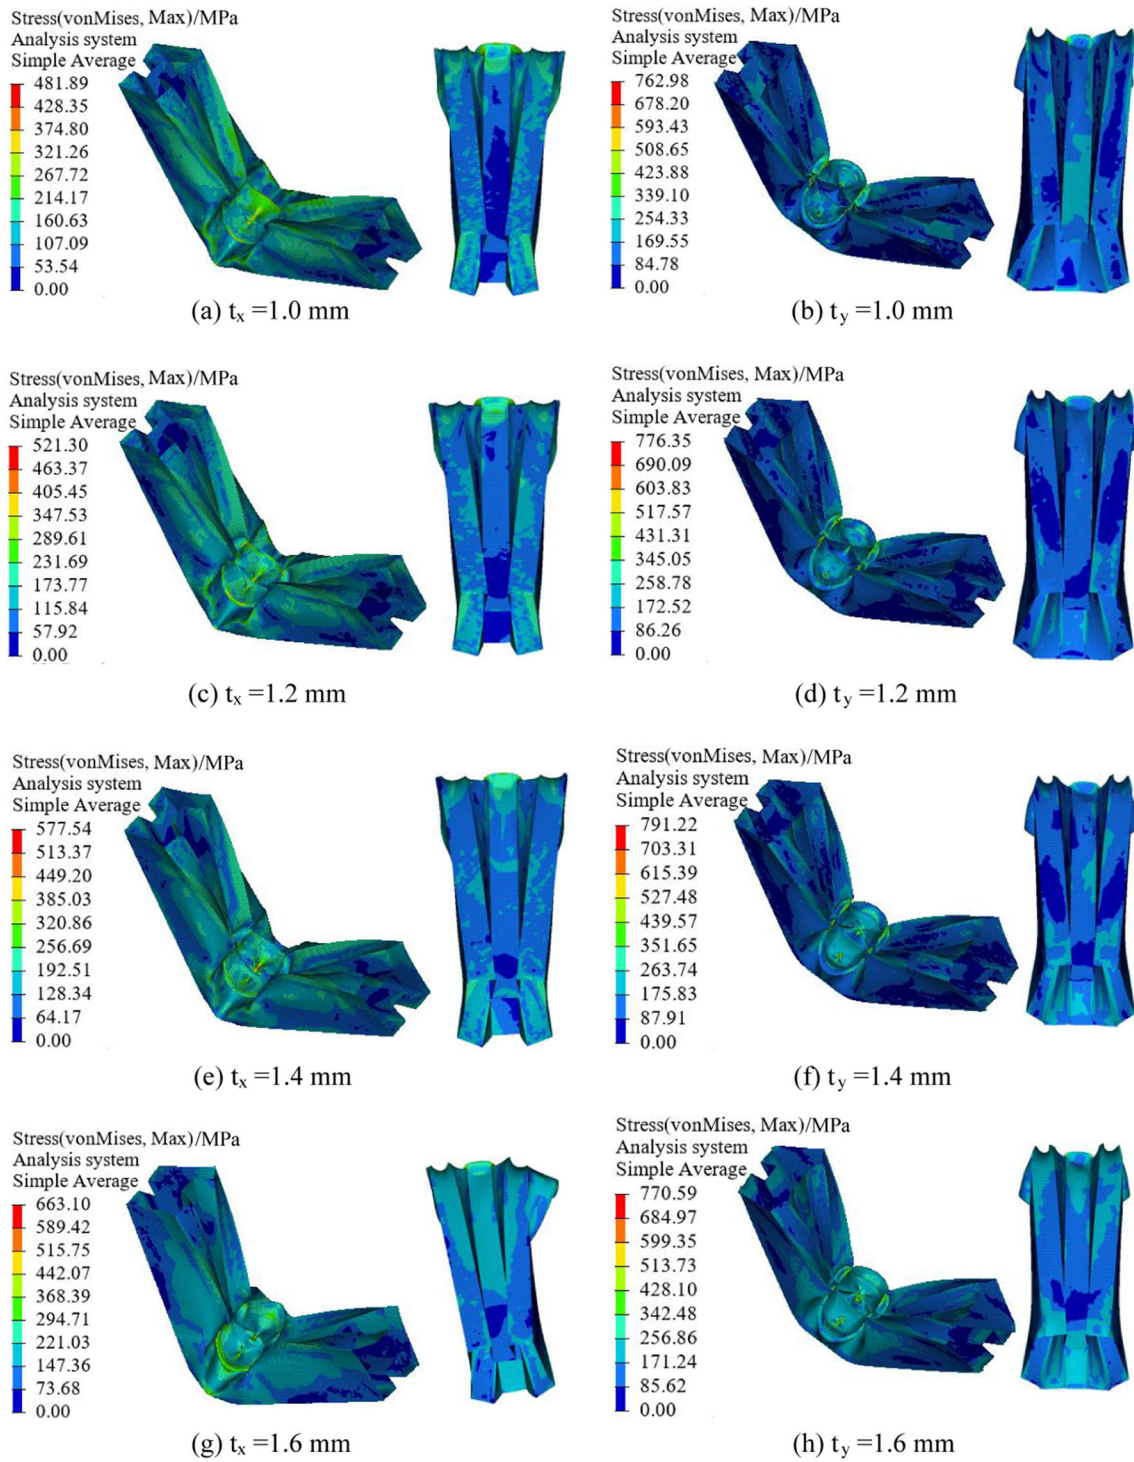 Stress(vonMises, Max)/MPa
Analysis system
Simple Average
481.89
428.35
374.80
321.26
267.72
214.17
160.63
107.09
53.54
0.00
(a) tₓ =1.0 mm
Stress(vonMises, Max)/MPa
Analysis system
Simple Average
762.98
678.20
593.43
508.65
423.88
339.10
254.33
169.55
84.78
0.00
(b) t_y =1.0 mm
Stress(vonMises, Max)/MPa
Analysis system
Simple Average
521.30
463.37
405.45
347.53
289.61
231.69
173.77
115.84
57.92
0.00
(c) tₓ =1.2 mm
Stress(vonMises, Max)/MPa
Analysis system
Simple Average
776.35
690.09
603.83
517.57
431.31
345.05
258.78
172.52
86.26
0.00
(d) t_y =1.2 mm
Stress(vonMises, Max)/MPa
Analysis system
Simple Average
577.54
513.37
449.20
385.03
320.86
256.69
192.51
128.34
64.17
0.00
(e) tₓ =1.4 mm
Stress(vonMises, Max)/MPa
Analysis system
Simple Average
791.22
703.31
615.39
527.48
439.57
351.65
263.74
175.83
87.91
0.00
(f) t_y =1.4 mm
Stress(vonMises, Max)/MPa
Analysis system
Simple Average
663.10
589.42
515.75
442.07
368.39
294.71
221.03
147.36
73.68
0.00
(g) tₓ =1.6 mm
Stress(vonMises, Max)/MPa
Analysis system
Simple Average
770.59
684.97
599.35
513.73
428.10
342.48
256.86
171.24
85.62
0.00
(h) t_y =1.6 mm